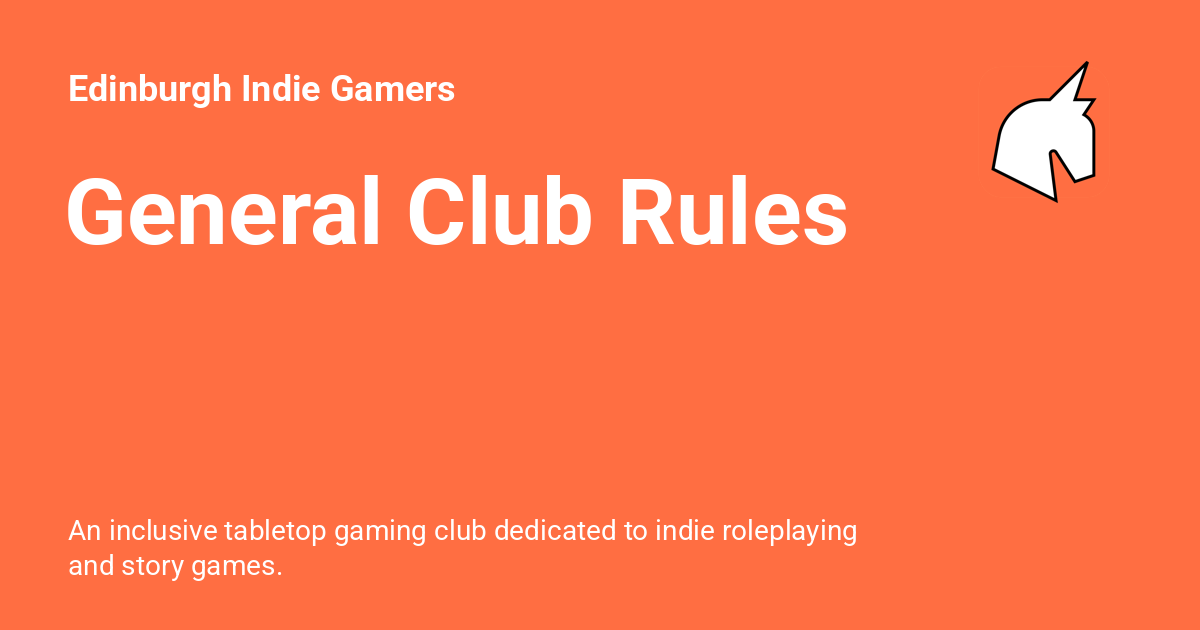 Edinburgh Indie Gamers
General Club Rules
An inclusive tabletop gaming club dedicated to indie roleplaying
and story games.